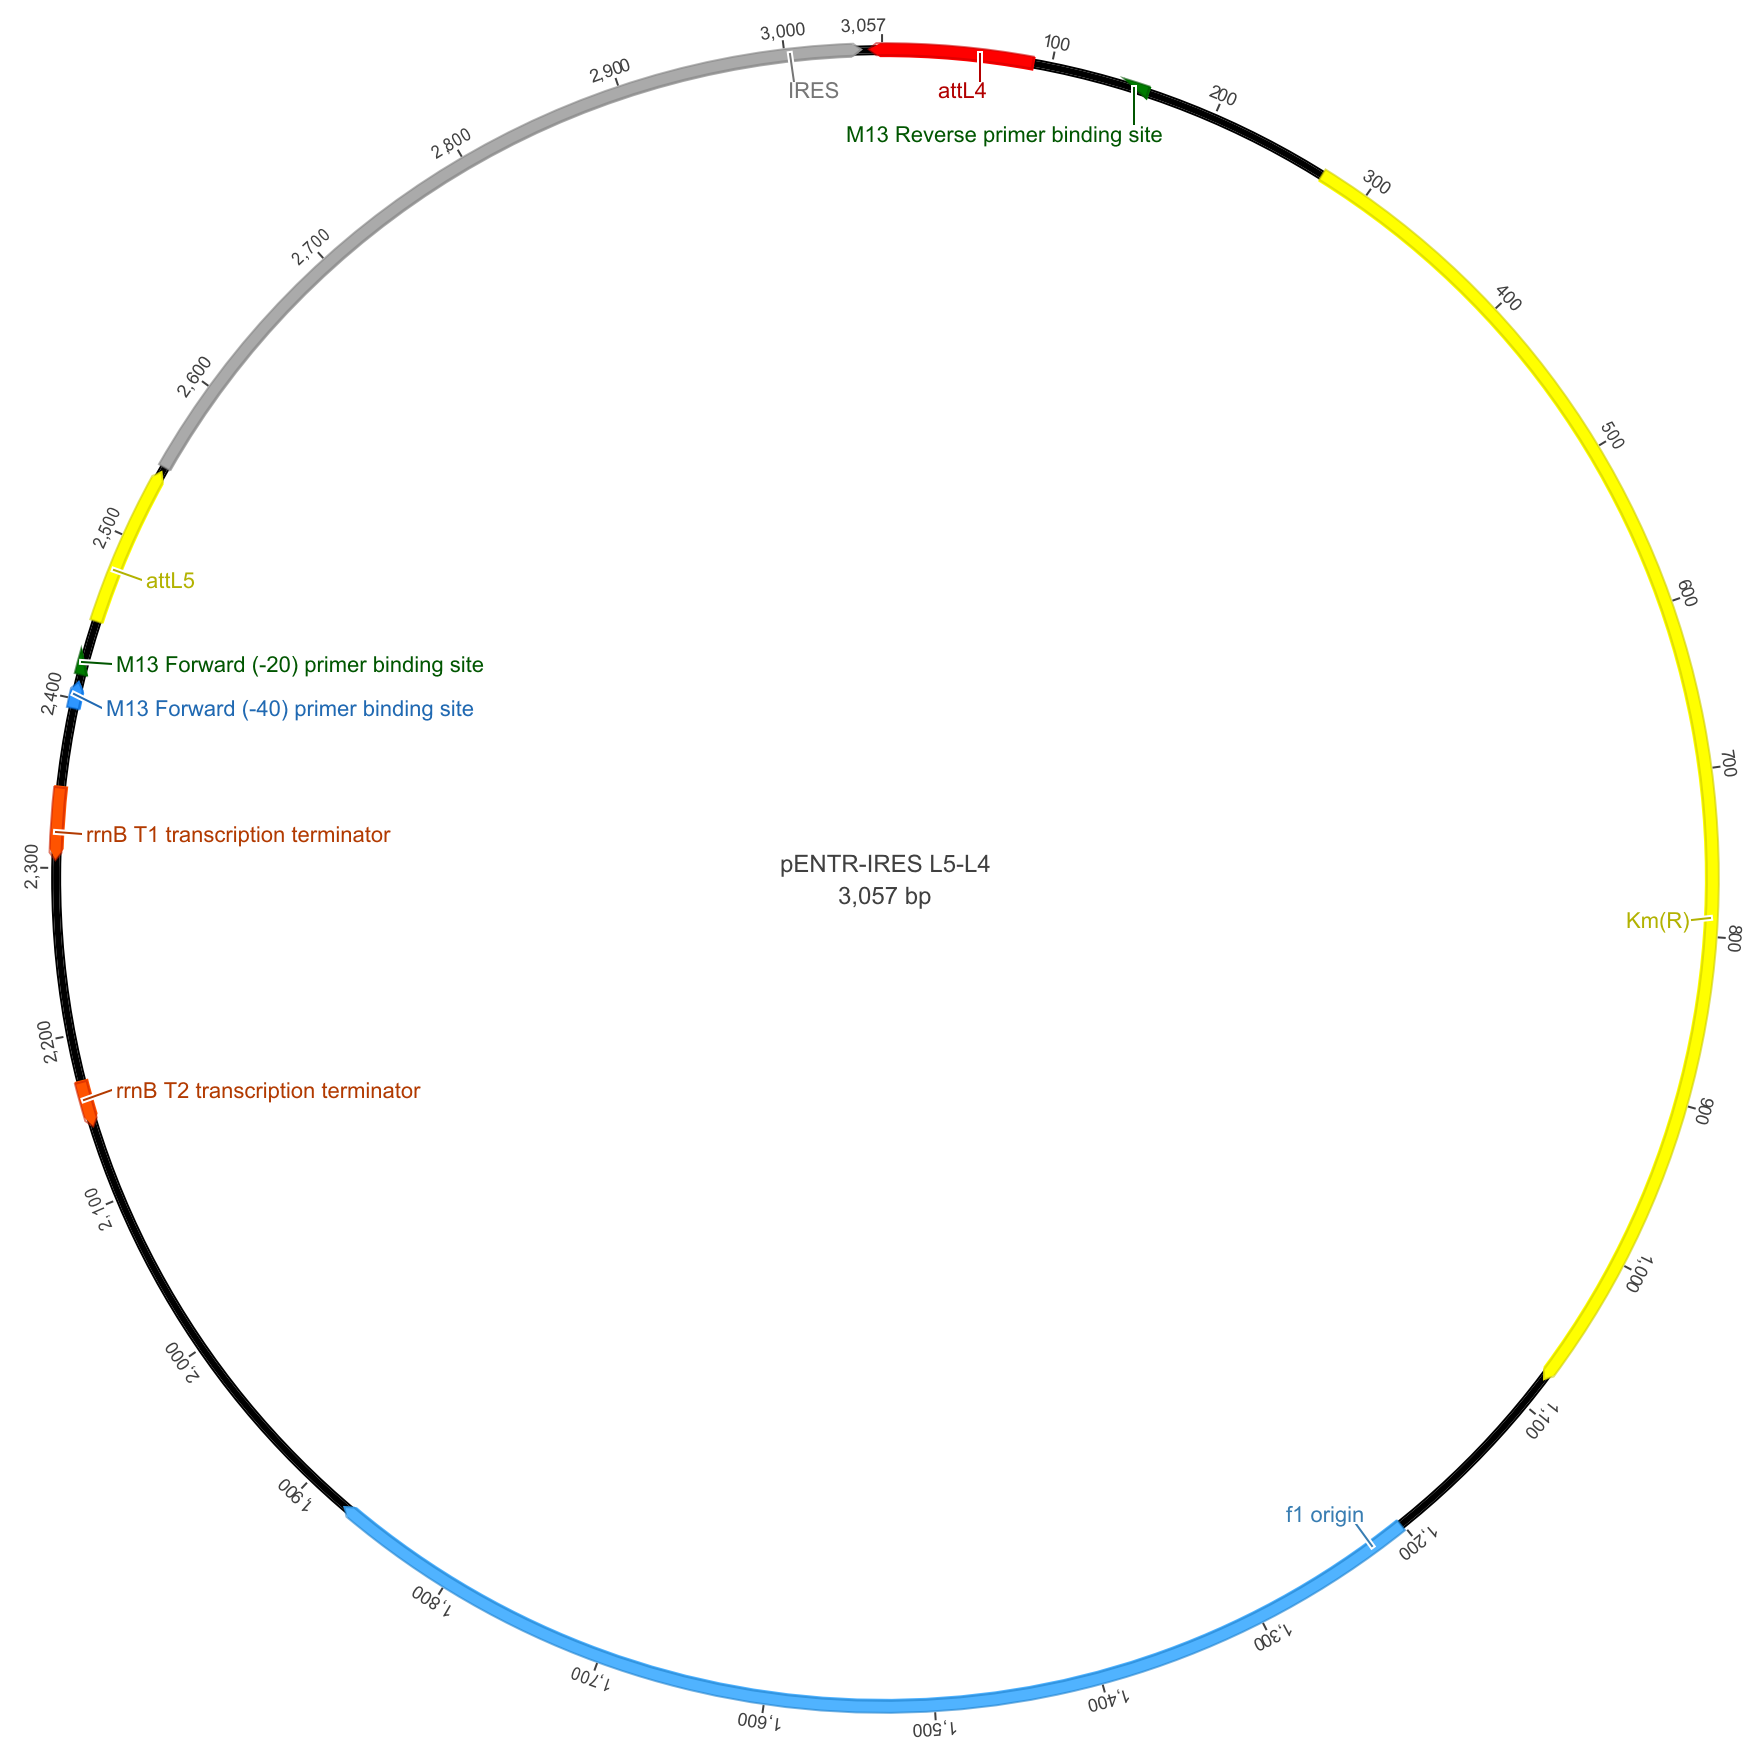 3,057
100
200
300
400
500
600
700
800
900
1,000
1,100
1,200
1,300
1,400
1,500
1,600
1,700
1,800
1,900
2,000
2,100
2,200
2,300
2,400
2,500
2,600
2,700
2,800
2,900
3,000
IRES
attL4
M13 Reverse primer binding site
attL5
M13 Forward (-20) primer binding site
M13 Forward (-40) primer binding site
rrnB T1 transcription terminator
pENTR-IRES L5-L4
3,057 bp
Km(R)
rrnB T2 transcription terminator
f1 origin